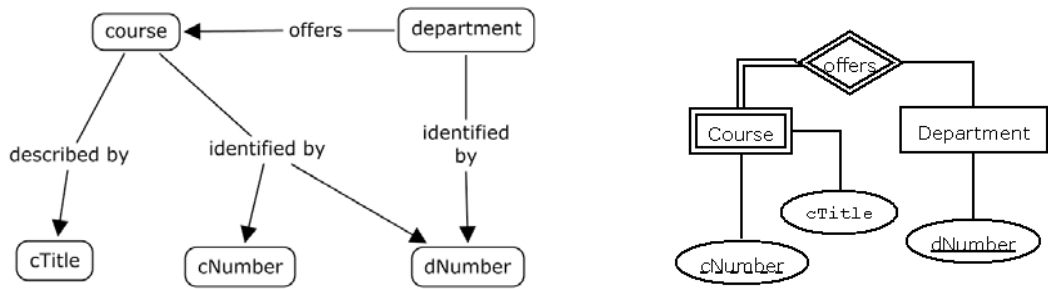 course
offers
department
described by
identified by
identified
by
cTitle
cNumber
dNumber
offers
Course
Department
cTitle
cNumber
dNumber